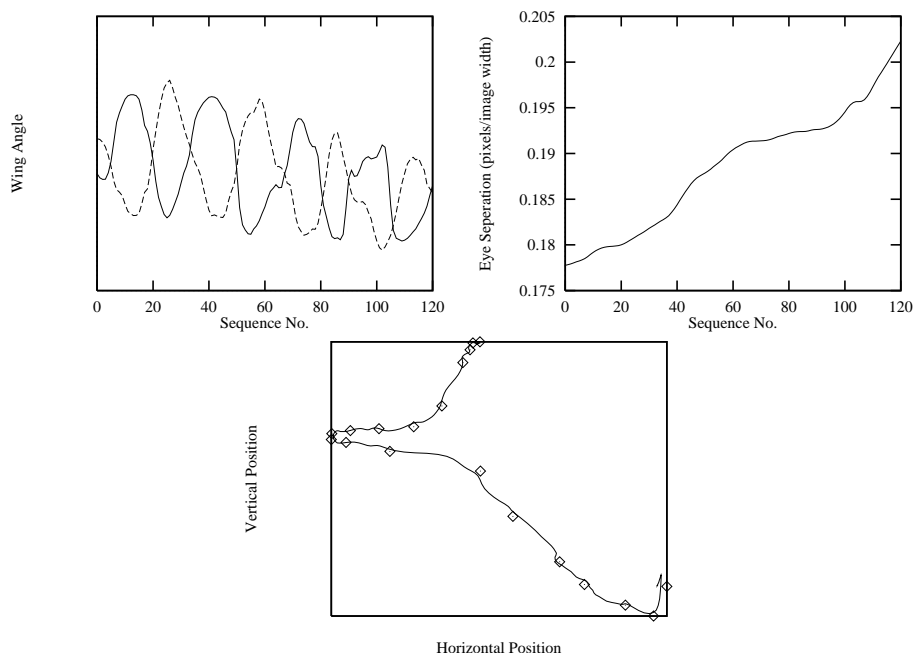 Wing Angle
0 20 40 60 80 100 120
Sequence No.
Eye Seperation (pixels/image width)
0.205
0.2
0.195
0.19
0.185
0.18
0.175
0 20 40 60 80 100 120
Sequence No.
Vertical Position
Horizontal Position